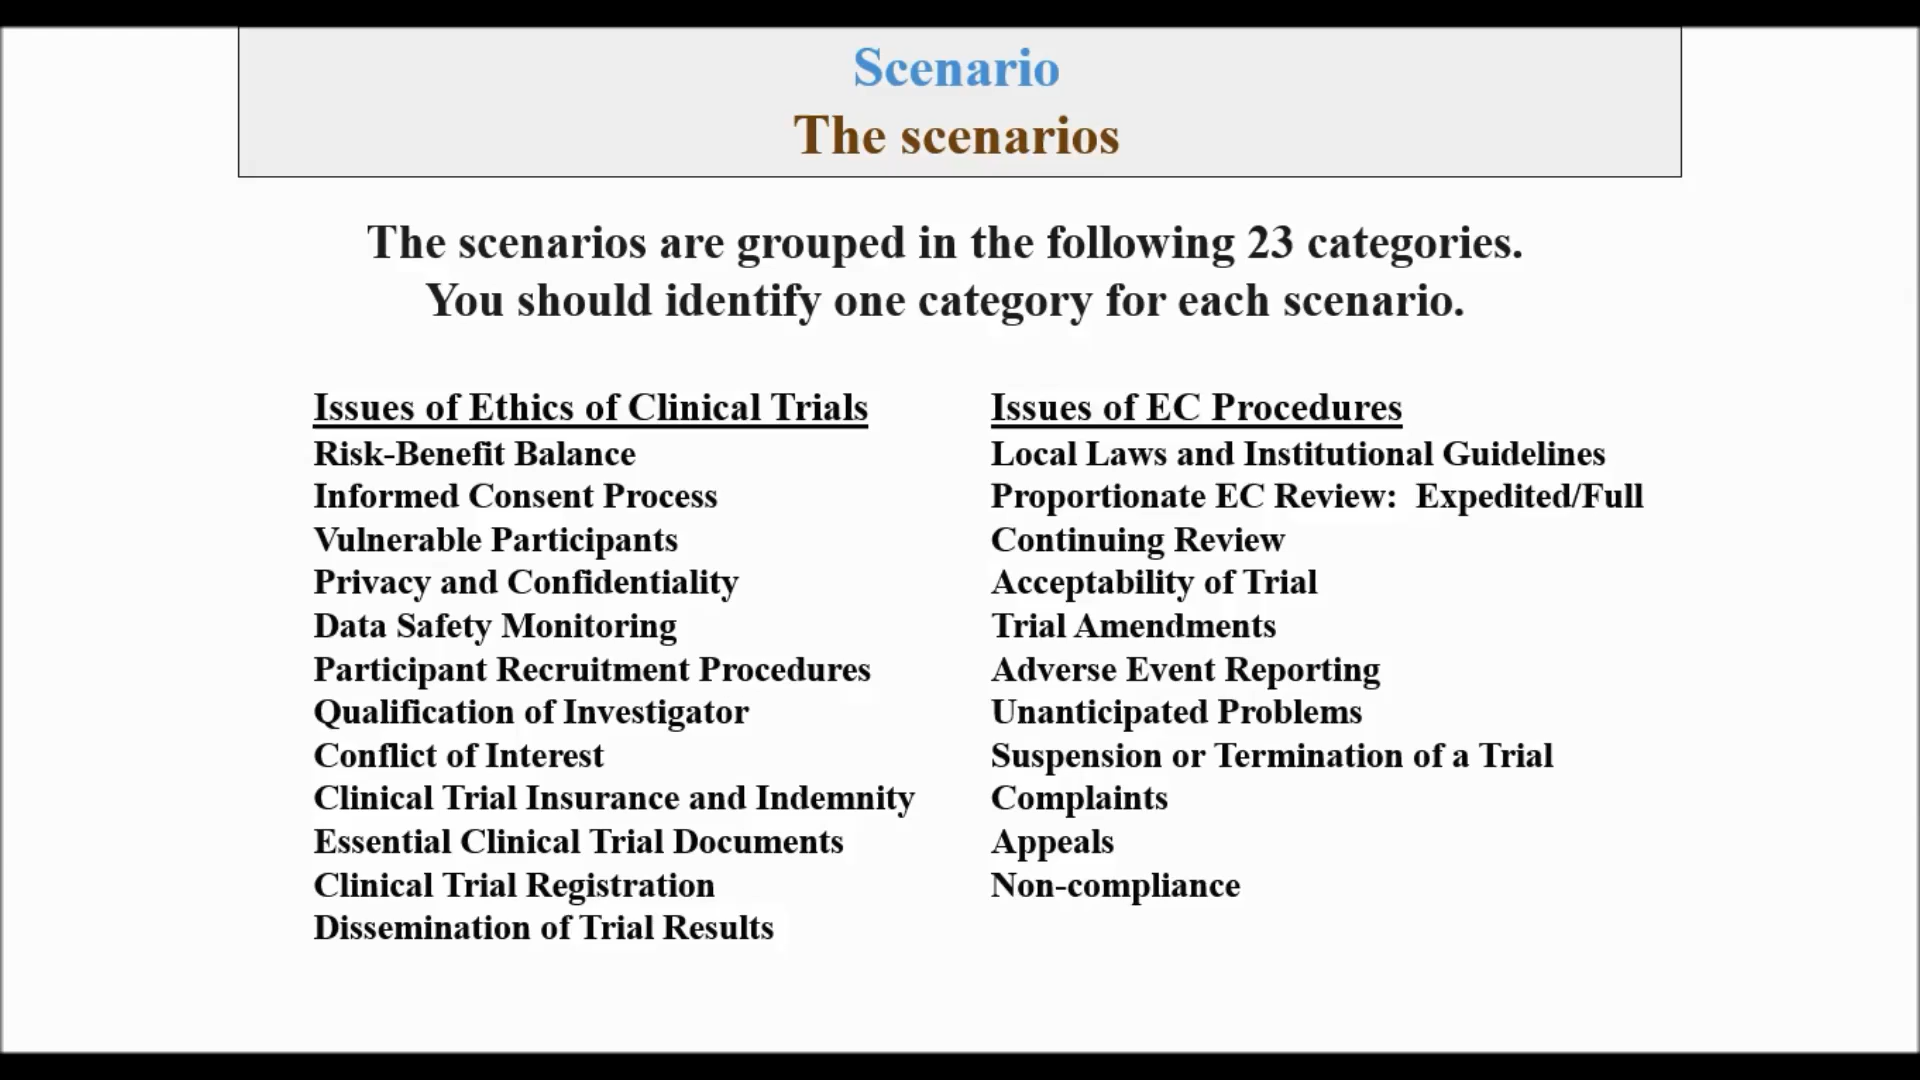 Scenario
The scenarios
The scenarios are grouped in the following 23 categories.
You should identify one category for each scenario.
Issues of Ethics of Clinical Trials
Risk-Benefit Balance
Informed Consent Process
Vulnerable Participants
Privacy and Confidentiality
Data Safety Monitoring
Participant Recruitment Procedures
Qualification of Investigator
Conflict of Interest
Clinical Trial Insurance and Indemnity
Essential Clinical Trial Documents
Clinical Trial Registration
Dissemination of Trial Results
Issues of EC Procedures
Local Laws and Institutional Guidelines
Proportionate EC Review: Expedited/Full
Continuing Review
Acceptability of Trial
Trial Amendments
Adverse Event Reporting
Unanticipated Problems
Suspension or Termination of a Trial
Complaints
Appeals
Non-compliance